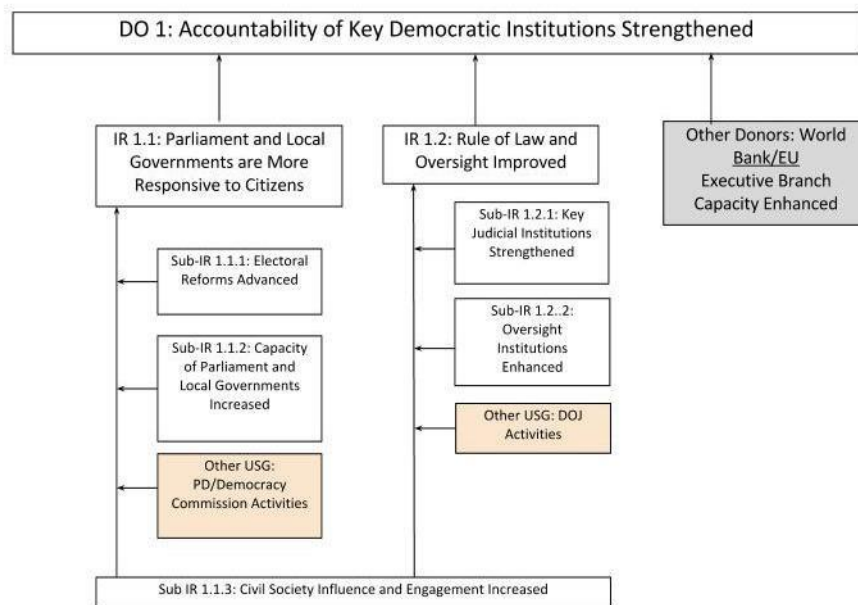 DO 1: Accountability of Key Democratic Institutions Strengthened
IR 1.1: Parliament and Local
Governments are More
Responsive to Citizens
IR 1.2: Rule of Law and
Oversight Improved
Other Donors: World
Bank/EU
Executive Branch
Capacity Enhanced
Sub-IR 1.1.1: Electoral
Reforms Advanced
Sub-IR 1.1.2: Capacity
of Parliament and
Local Governments
Increased
Other USG:
PD/Democracy
Commission Activities
Sub-IR 1.2.1: Key
Judicial Institutions
Strengthened
Sub-IR 1.2..2:
Oversight
Institutions
Enhanced
Other USG: DOJ
Activities
Sub IR 1.1.3: Civil Society Influence and Engagement Increased